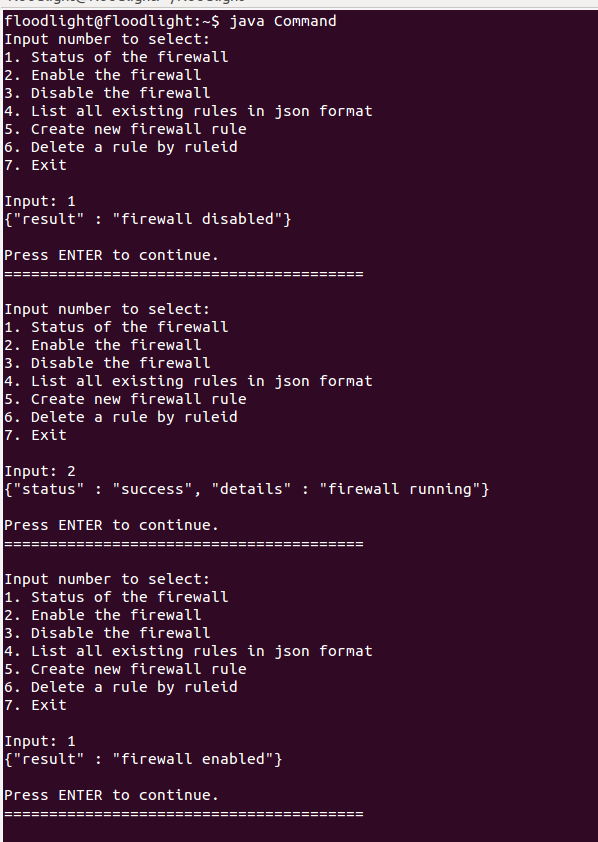 floodlight@floodlight:~$ java Command
Input number to select:
1. Status of the firewall
2. Enable the firewall
3. Disable the firewall
4. List all existing rules in json format
5. Create new firewall rule
6. Delete a rule by ruleid
7. Exit
Input: 1
{"result" : "firewall disabled"}
Press ENTER to continue.
========================================
Input number to select:
1. Status of the firewall
2. Enable the firewall
3. Disable the firewall
4. List all existing rules in json format
5. Create new firewall rule
6. Delete a rule by ruleid
7. Exit
Input: 2
{"status" : "success", "details" : "firewall running"}
Press ENTER to continue.
========================================
Input number to select:
1. Status of the firewall
2. Enable the firewall
3. Disable the firewall
4. List all existing rules in json format
5. Create new firewall rule
6. Delete a rule by ruleid
7. Exit
Input: 1
{"result" : "firewall enabled"}
Press ENTER to continue.
========================================